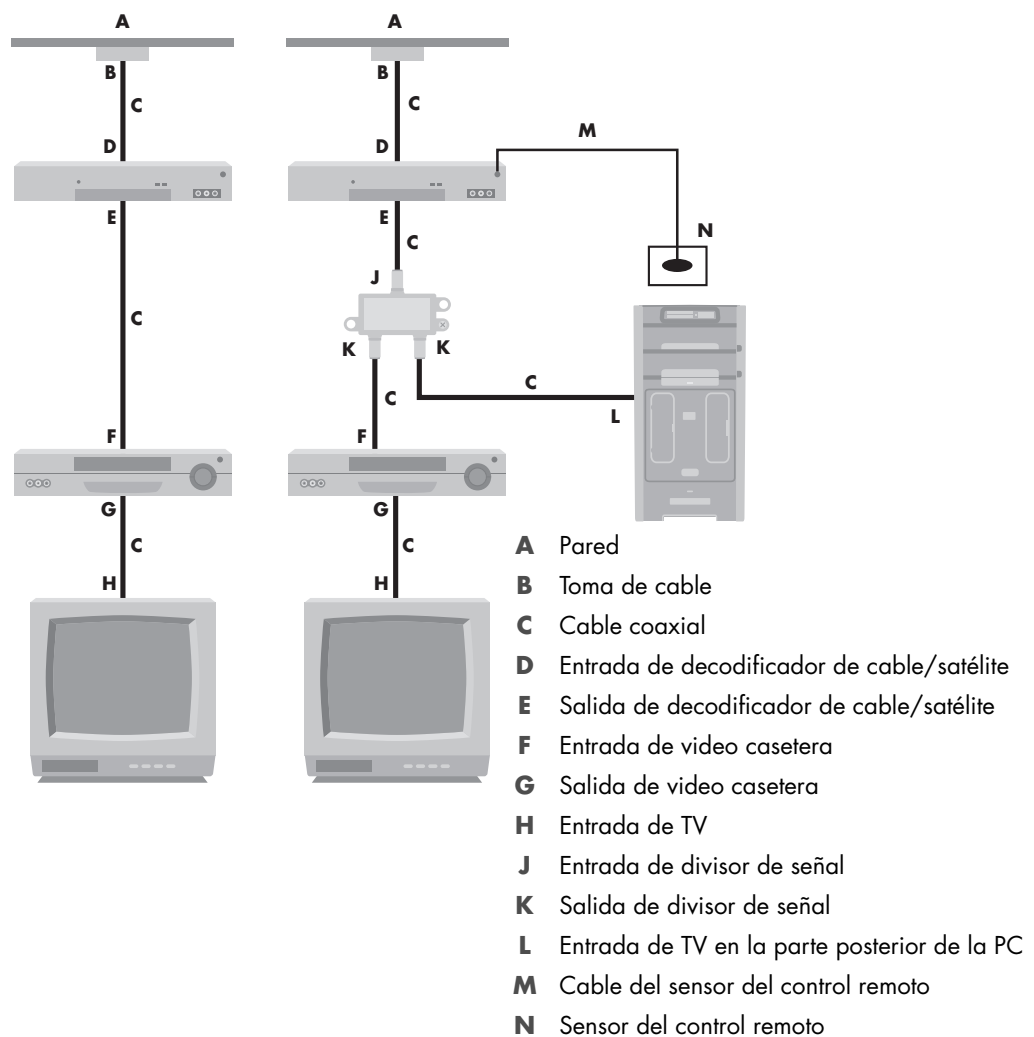 A A
B B
C C
M
D D
E E
N
C
J
C
K K
C
C
L
F F
G G
C C
H H
A Pared
B Toma de cable
C Cable coaxial
D Entrada de decodificador de cable/satélite
E Salida de decodificador de cable/satélite
F Entrada de video casetera
G Salida de video casetera
H Entrada de TV
J Entrada de divisor de señal
K Salida de divisor de señal
L Entrada de TV en la parte posterior de la PC
M Cable del sensor del control remoto
N Sensor del control remoto